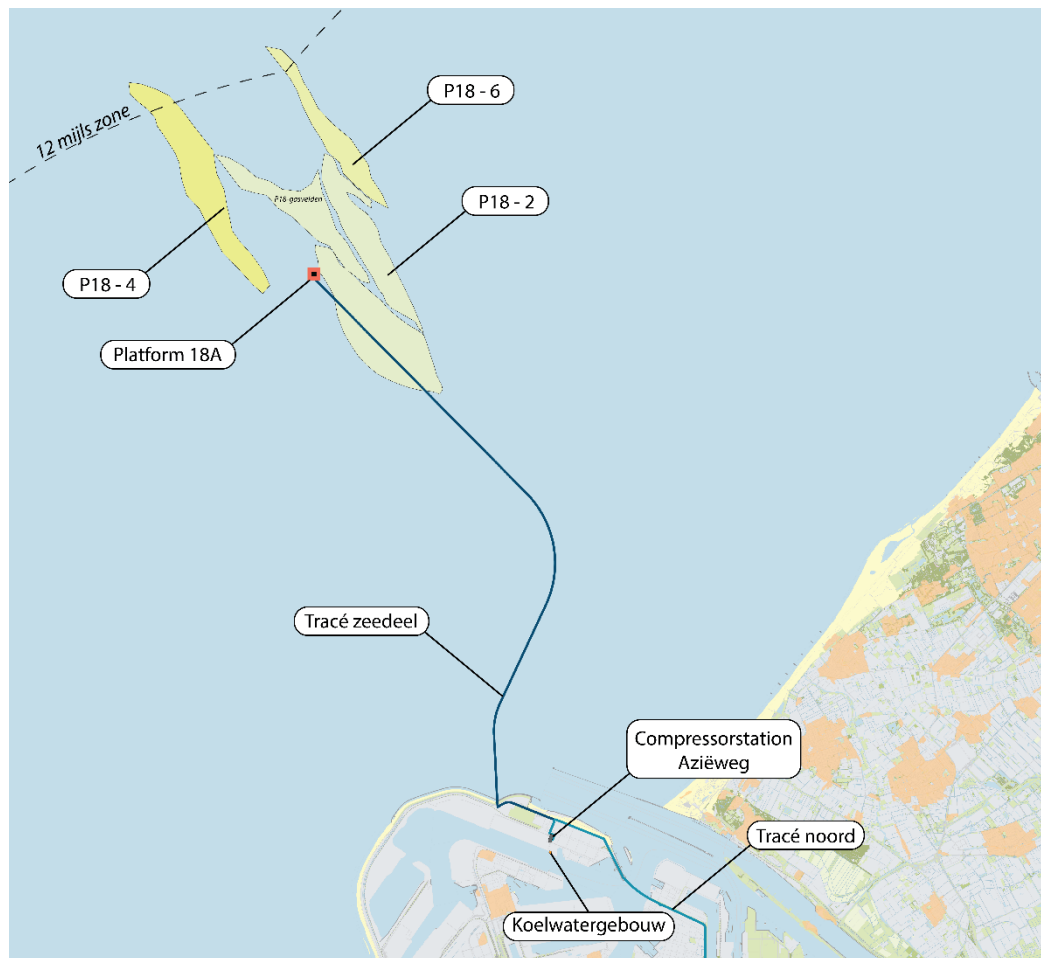 P18 - 6
12 mijls zone
P18 - 2
P18-gasvelden
P18 - 4
Platform 18A
Tracé zeedeel
Compressorstation
Aziëweg
Tracé noord
Koelwatergebouw